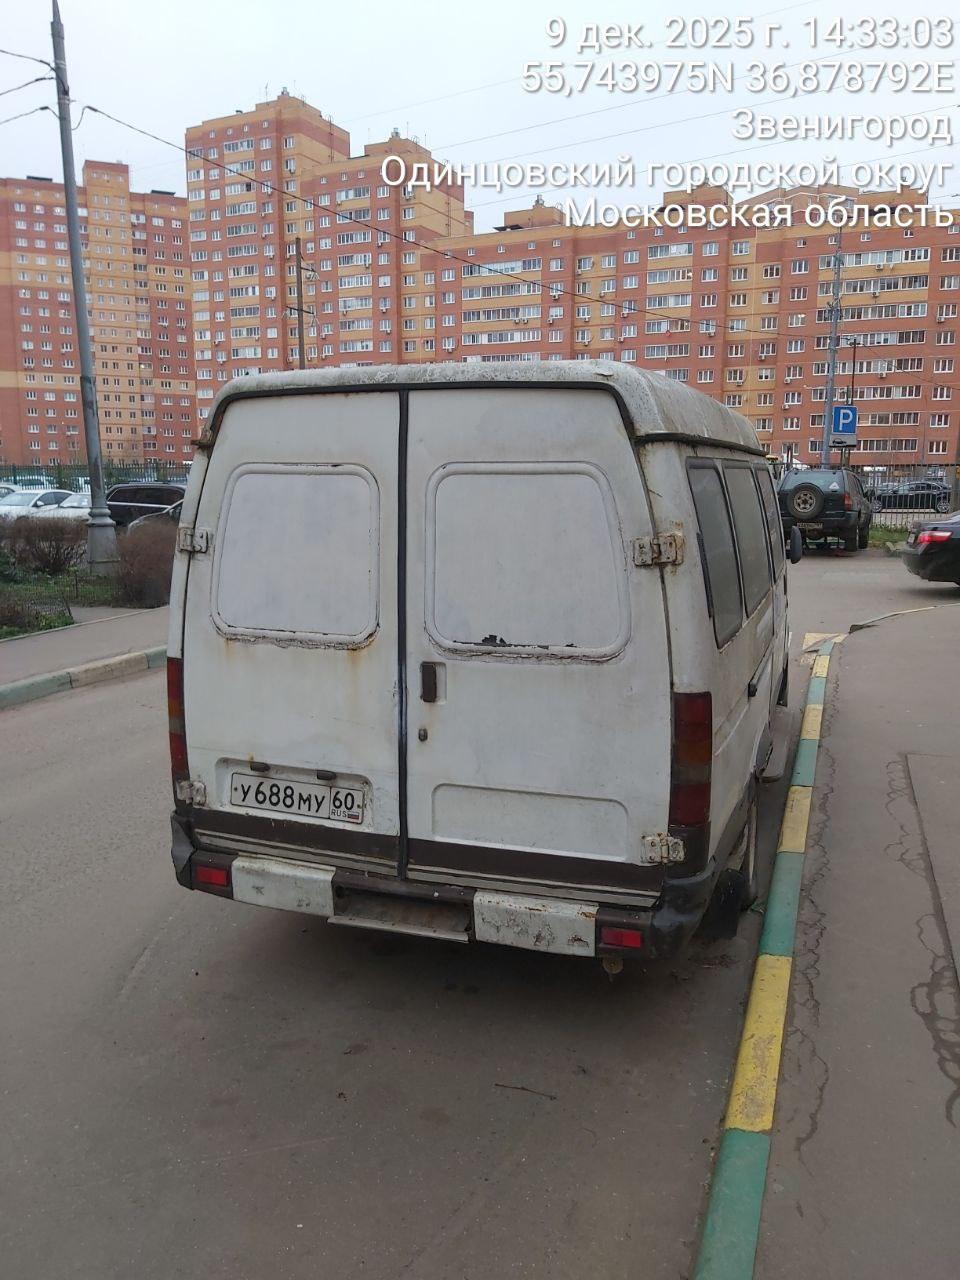 9 дек. 2025 г. 14:33:03
55,743975N 36,878792E
Звенигород
Одинцовский городской округ
Московская область
P
У688МУ 60
RUS